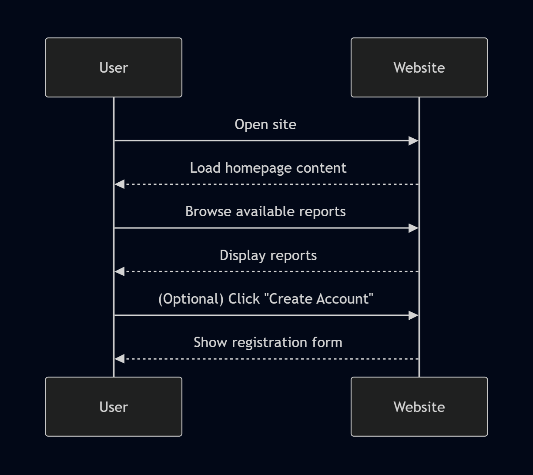 User
Website
Open site
Load homepage content
Browse available reports
Display reports
(Optional) Click "Create Account"
Show registration form
User
Website